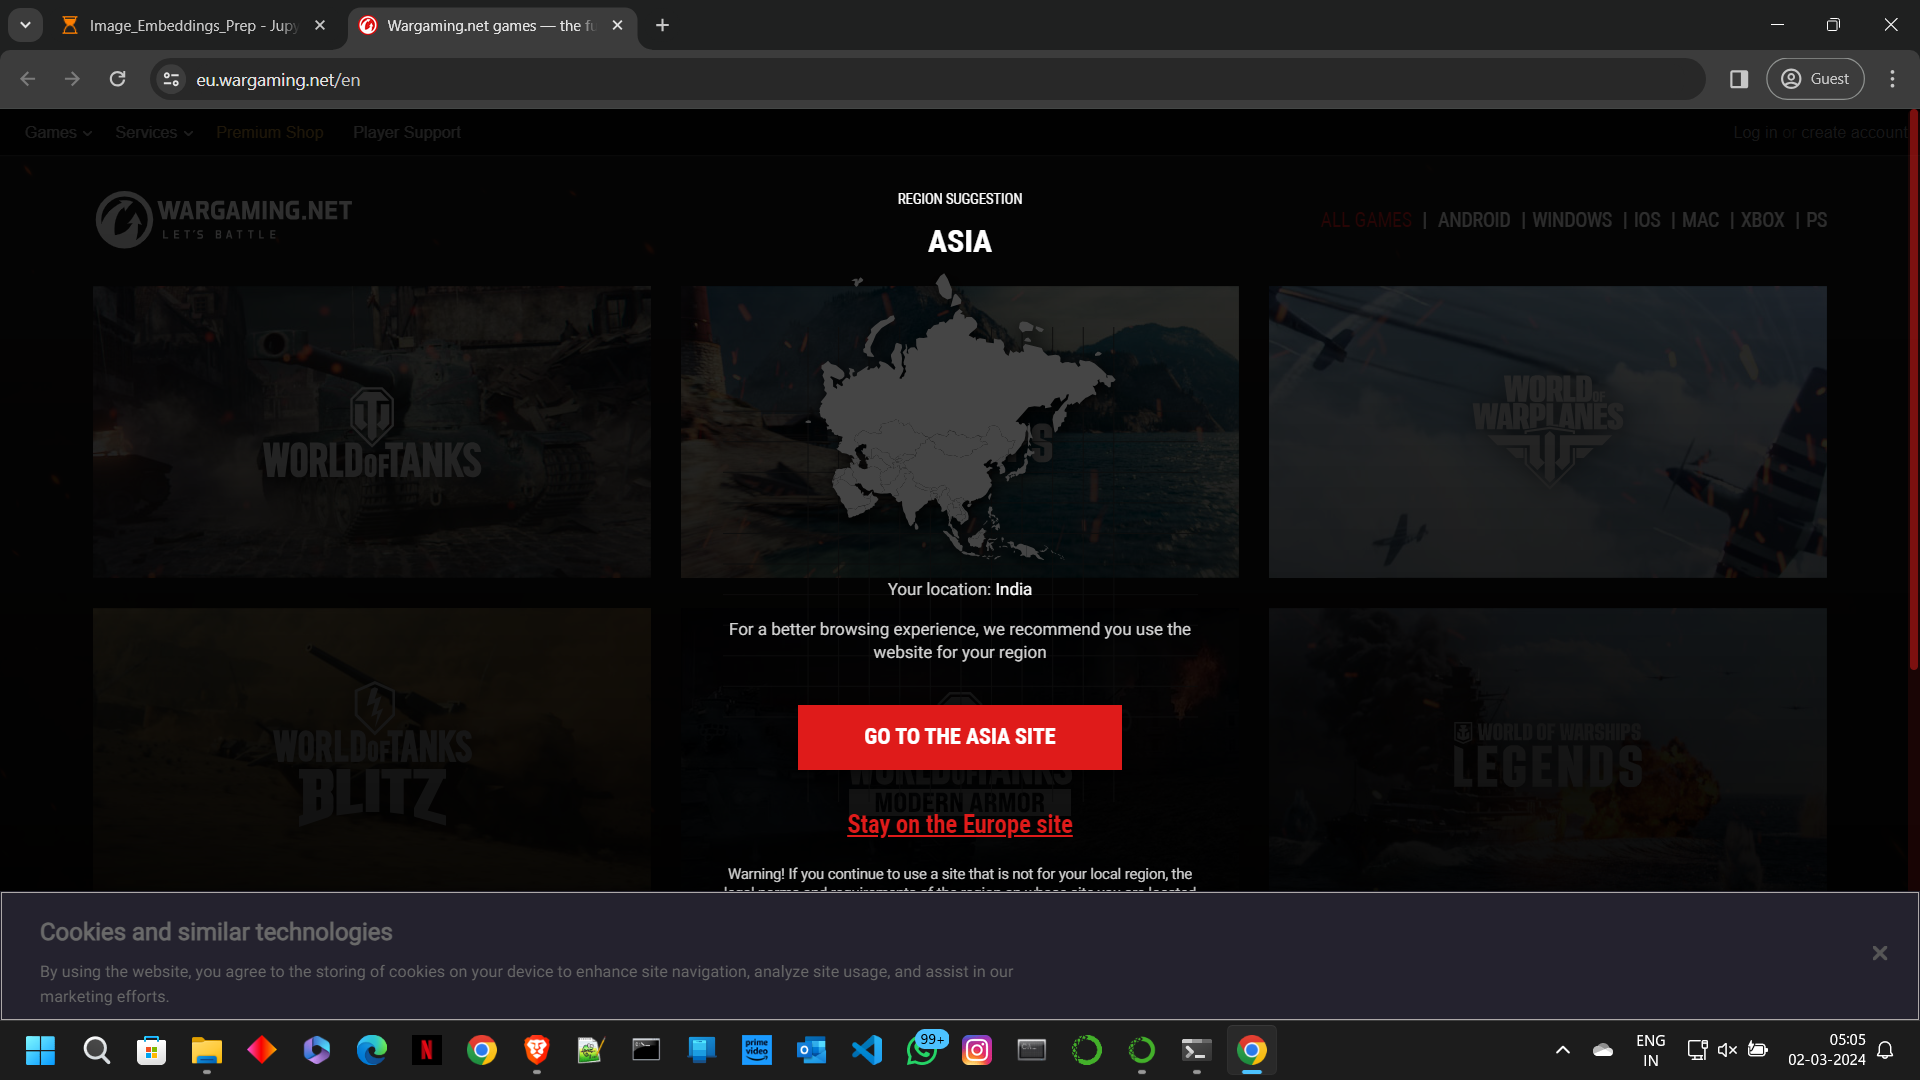 Image_Embeddings_Prep - Jupy
Wargaming.net games — the fu
eu.wargaming.net/en
Guest
Games
Services
Premium Shop
Player Support
Log in or create account
WARGAMING.NET
LET'S BATTLE
REGION SUGGESTION
ASIA
ALL GAMES | ANDROID | WINDOWS | IOS | MAC | XBOX | PS
WORLD OF TANKS
WORLD OF WARPLANES
Your location: India
For a better browsing experience, we recommend you use the
website for your region
GO TO THE ASIA SITE
WORLD OF TANKS
BLITZ
WORLD OF TANKS
MODERN ARMOR
WORLD OF WARSHIPS
LEGENDS
Stay on the Europe site
Warning! If you continue to use a site that is not for your local region, the
Cookies and similar technologies
By using the website, you agree to the storing of cookies on your device to enhance site navigation, analyze site usage, and assist in our
marketing efforts.
prime video
99+
ENG
IN
05:05
02-03-2024